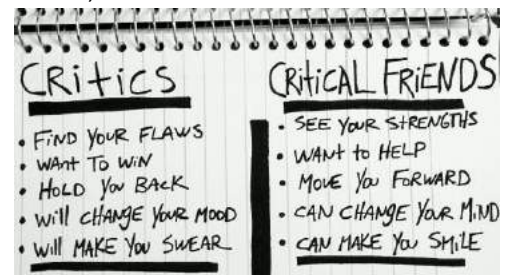 CRitics
• FIND YOUR FLAWS
• WANT TO WIN
• HOLD YOU BACK
• Will CHANGE YOUR MOOD
• Will MAKE YOU SWEAR
CRitiCAL FRiENDS
• SEE YOUR STRENGTHS
• WANT to HELP
• MOVE YOU FORWARD
• CAN CHANGE YOUR MiND
• CAN MAKE YOU SMiLE